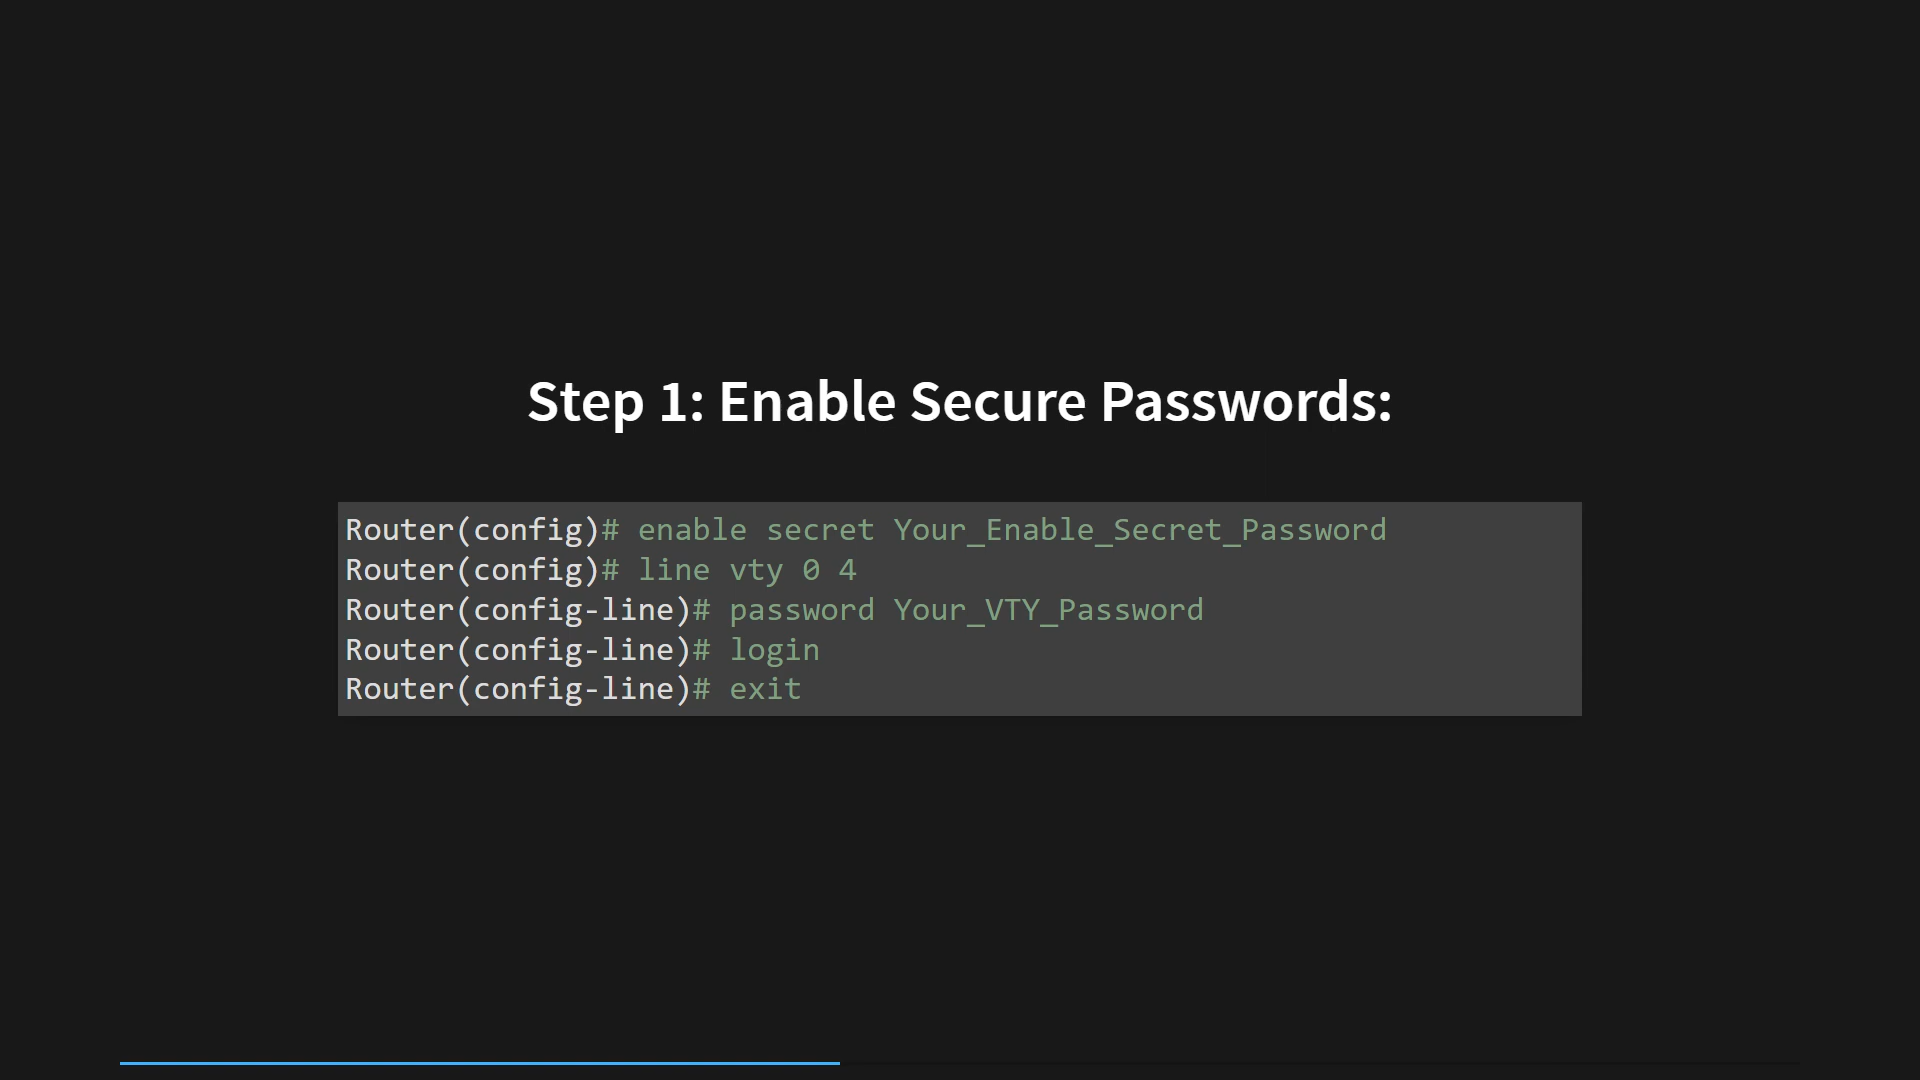 Step 1: Enable Secure Passwords:
Router(config)# enable secret Your_Enable_Secret_Password
Router(config)# line vty 0 4
Router(config-line)# password Your_VTY_Password
Router(config-line)# login
Router(config-line)# exit